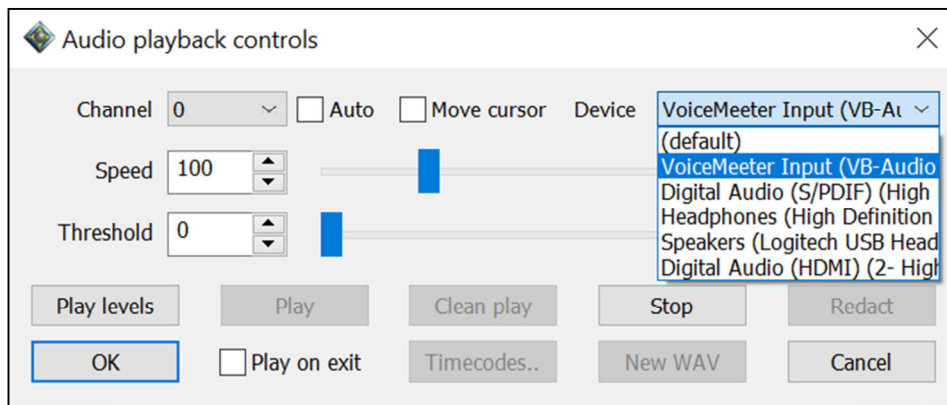 Audio playback controls
Channel 0 Auto Move cursor Device VoiceMeeter Input (VB-Au
(default)
Speed 100 VoiceMeeter Input (VB-Audio
Digital Audio (S/PDIF) (High
Headphones (High Definition
Threshold 0 Speakers (Logitech USB Head
Digital Audio (HDMI) (2- High
Play levels Play Clean play Stop Redact
OK Play on exit Timecodes.. New WAV Cancel